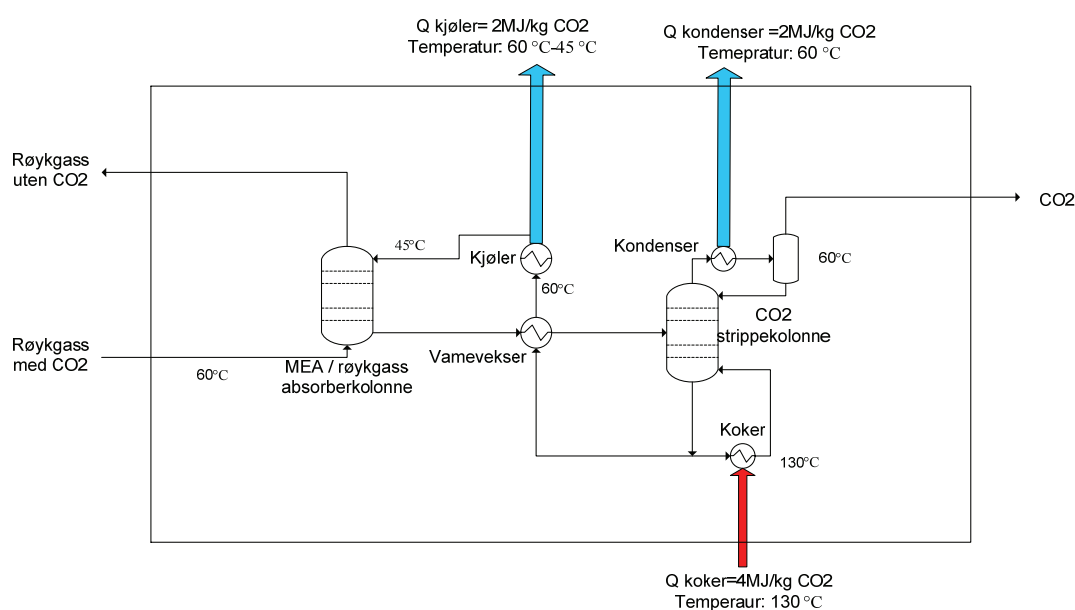 Q kjøler= 2MJ/kg CO2
Temperatur: 60 °C-45 °C
Q kondenser =2MJ/kg CO2
Temepratur: 60 °C
Røykgass
uten CO2
CO2
45°C
Kjøler
Kondenser
60°C
60°C
CO2
strippekolonne
Røykgass
med CO2
60°C
MEA / røykgass
absorberkolonne
Vamevekser
Koker
130°C
Q koker=4MJ/kg CO2
Temperaur: 130 °C